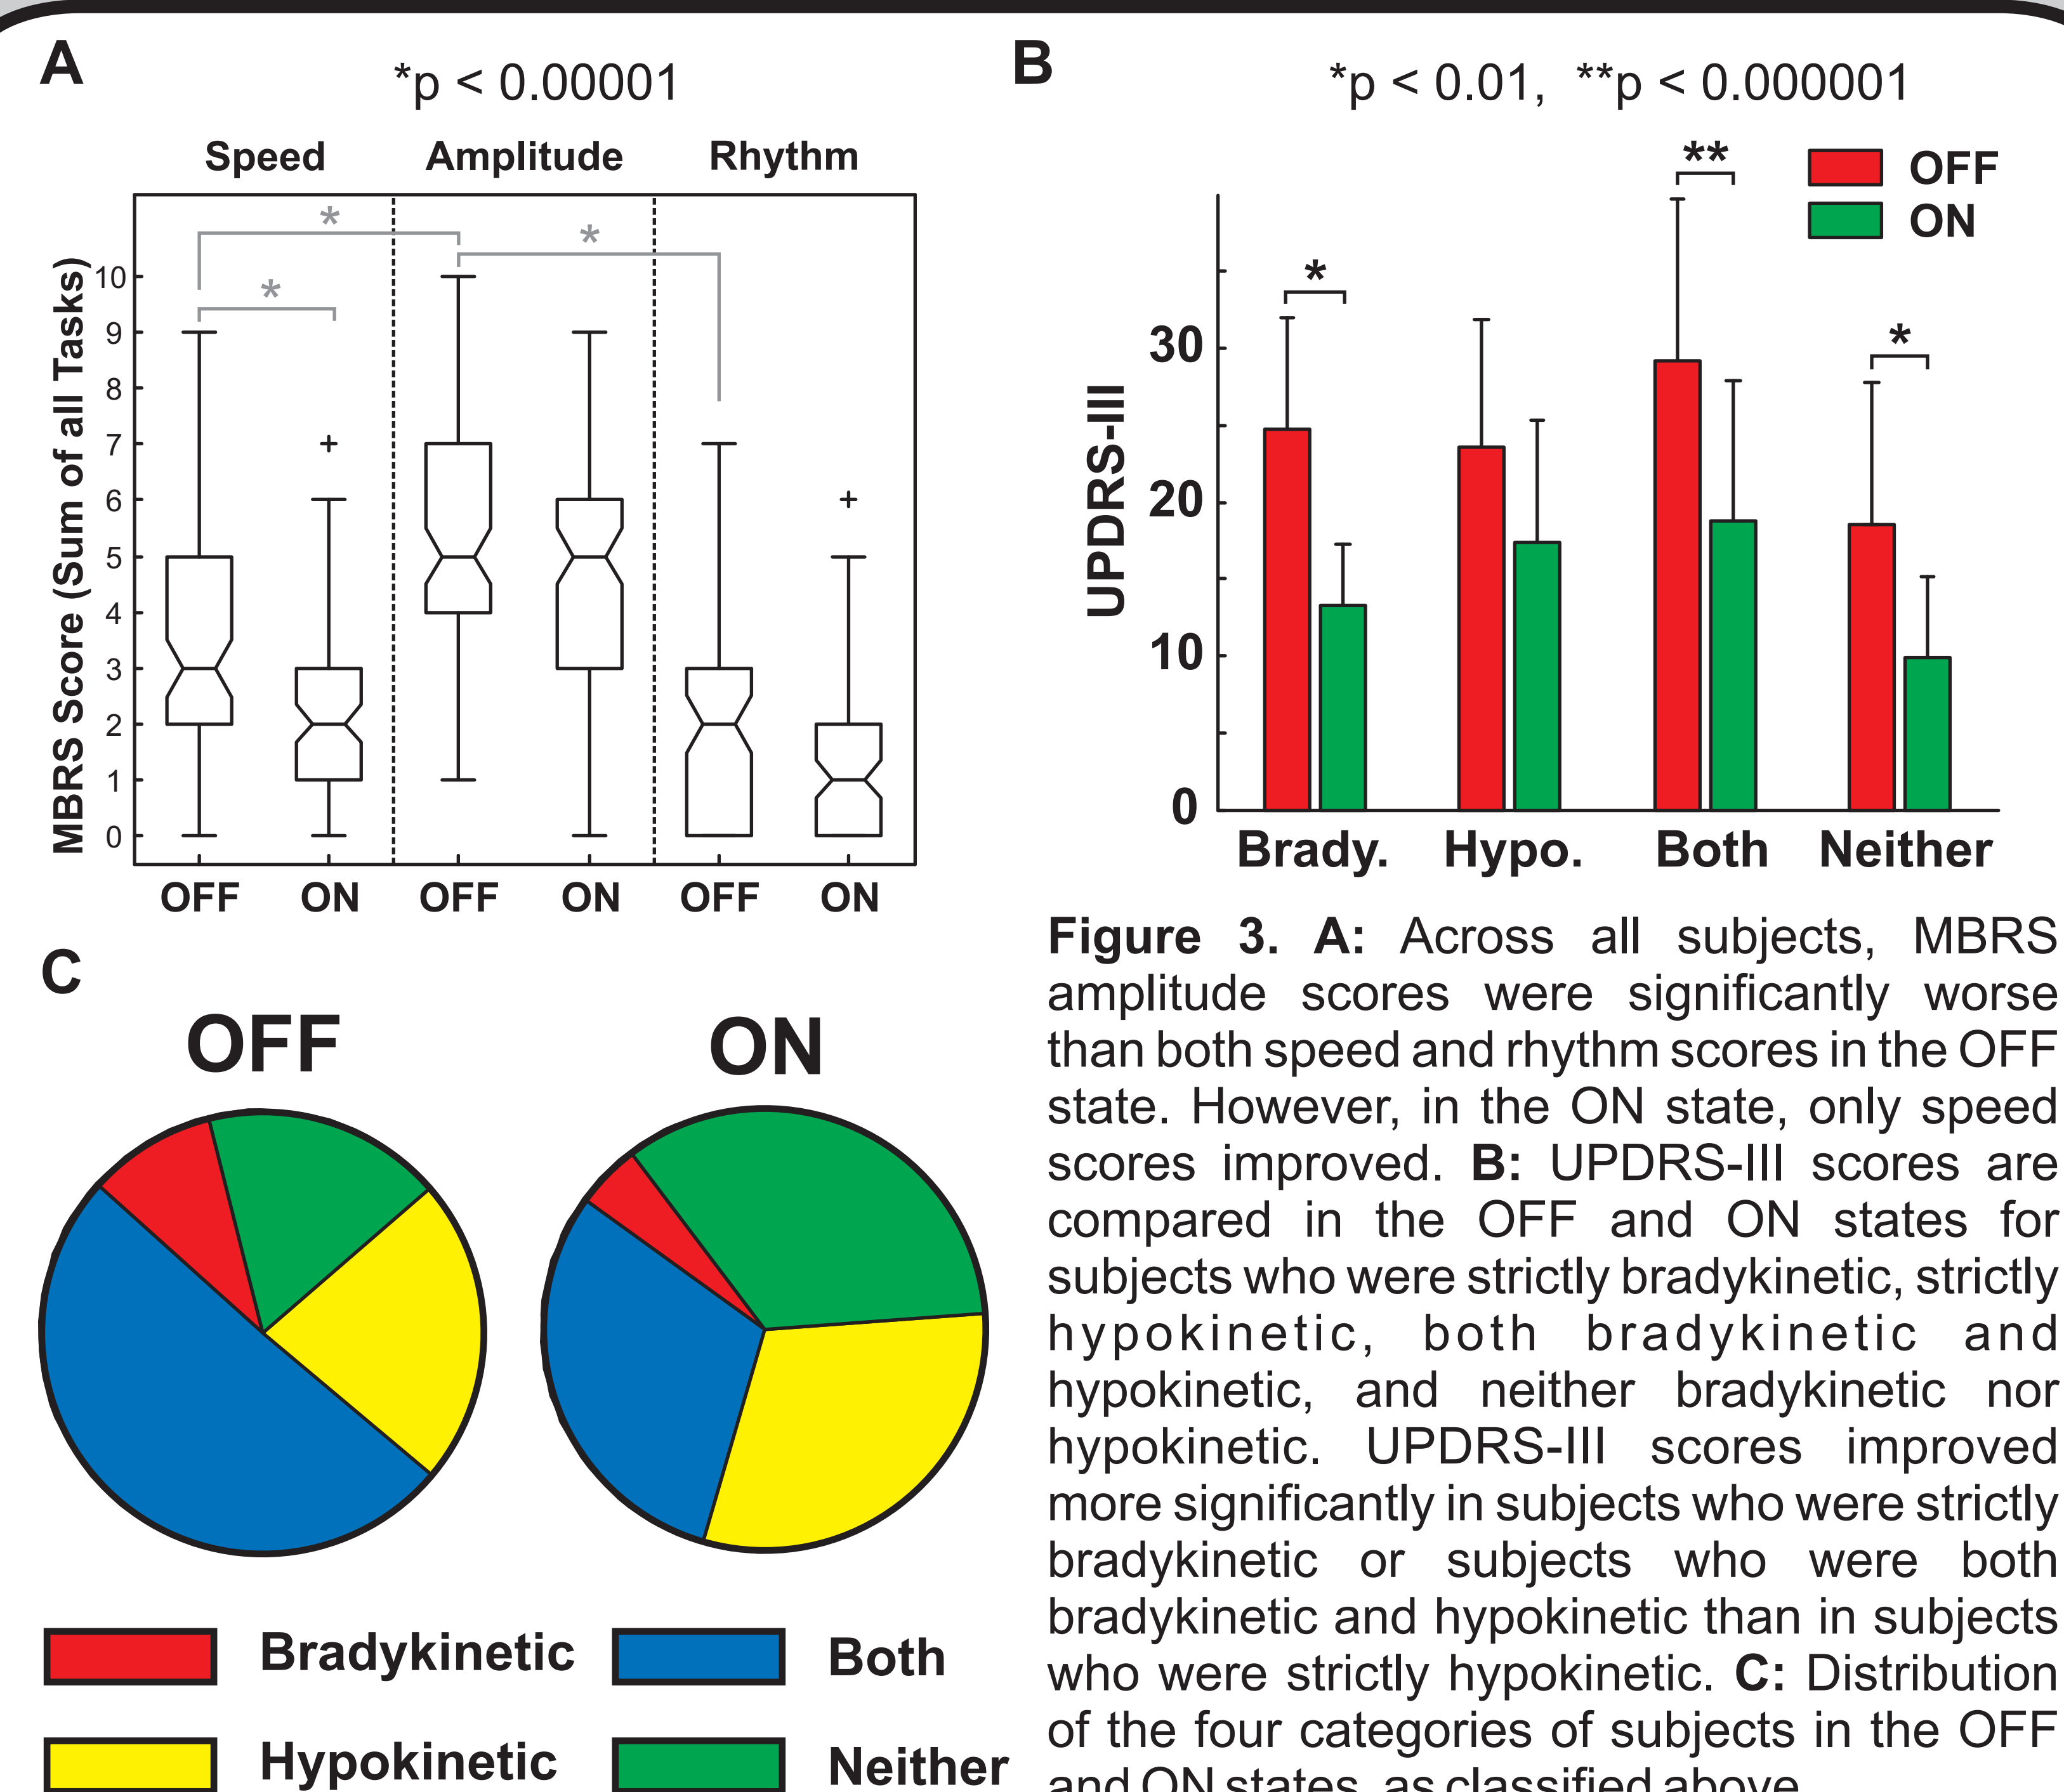 A
*p < 0.00001
Speed Amplitude Rhythm
MBRS Score (Sum of all Tasks)
10
9
8
7
6
5
4
3
2
1
0
*
*
*
OFF ON OFF ON OFF ON
B
*p < 0.01, **p < 0.000001
OFF
ON
UPDRS-III
30
20
10
0
*
**
*
Brady. Hypo. Both Neither
C
OFF ON
Bradykinetic Both
Hypokinetic Neither
Figure 3. A: Across all subjects, MBRS
amplitude scores were significantly worse
than both speed and rhythm scores in the OFF
state. However, in the ON state, only speed
scores improved. B: UPDRS-III scores are
compared in the OFF and ON states for
subjects who were strictly bradykinetic, strictly
hypokinetic, both bradykinetic and
hypokinetic, and neither bradykinetic nor
hypokinetic. UPDRS-III scores improved
more significantly in subjects who were strictly
bradykinetic or subjects who were both
bradykinetic and hypokinetic than in subjects
who were strictly hypokinetic. C: Distribution
of the four categories of subjects in the OFF
and ON states, as classified above.